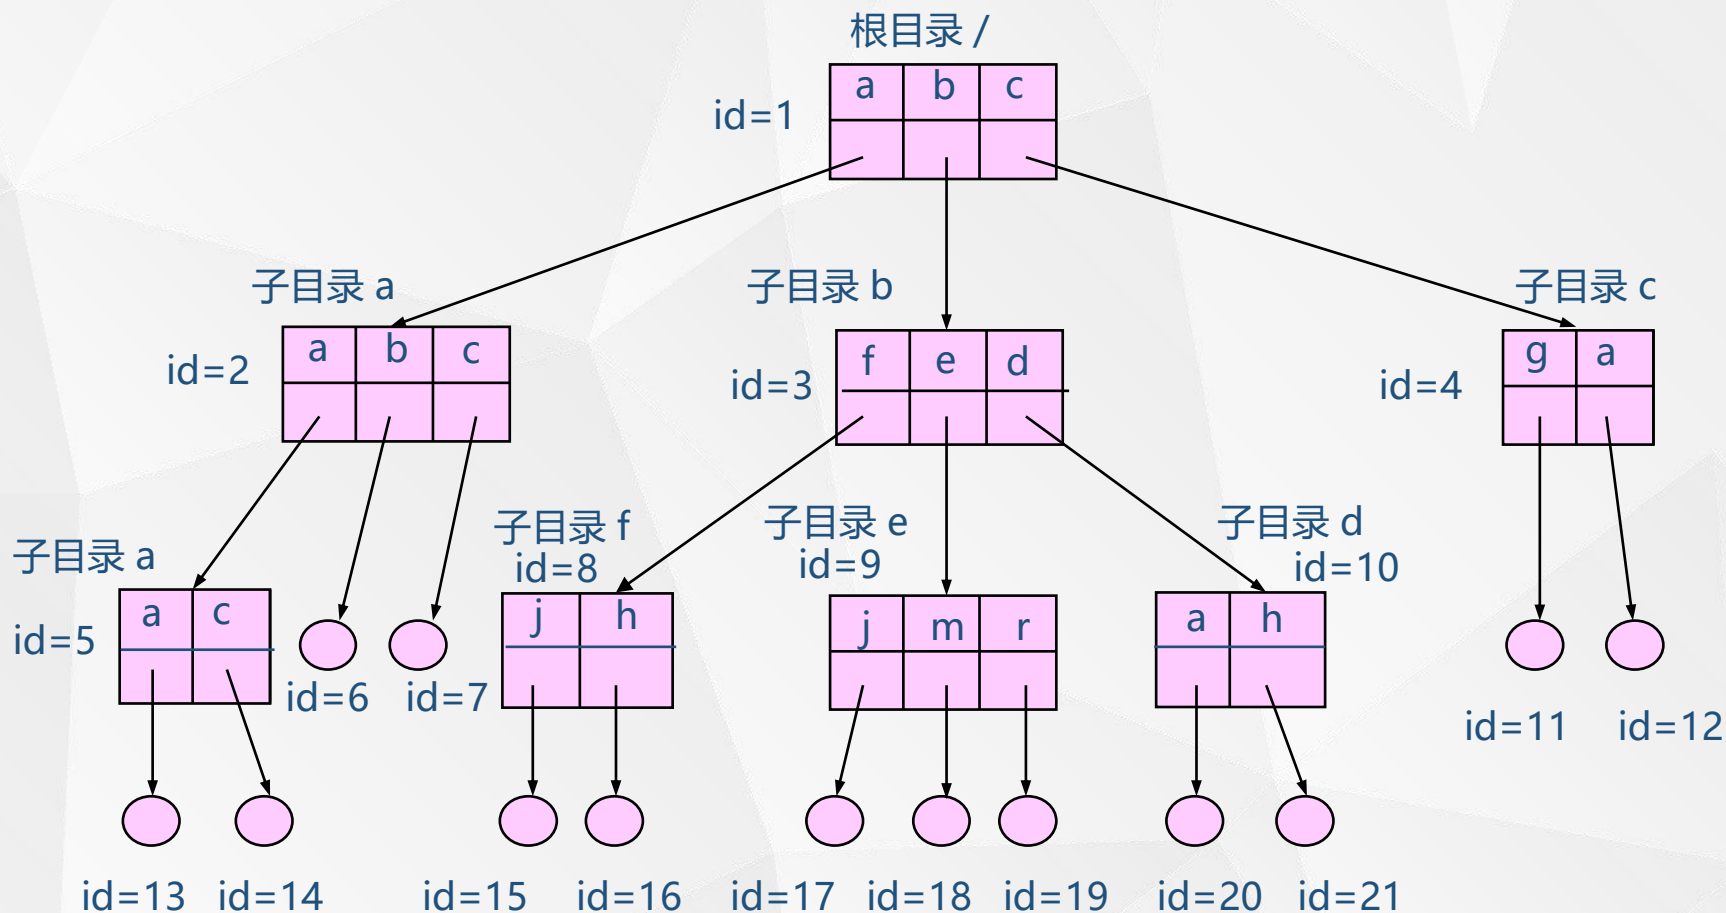 根目录 /
a b c
id=1
子目录 a
a b c
id=2
子目录 b
f e d
id=3
子目录 c
g a
id=4
子目录 a
a c
id=5
id=6
id=7
子目录 f
id=8
j h
子目录 e
id=9
j m r
子目录 d
id=10
a h
id=11
id=12
id=13
id=14
id=15
id=16
id=17
id=18
id=19
id=20
id=21